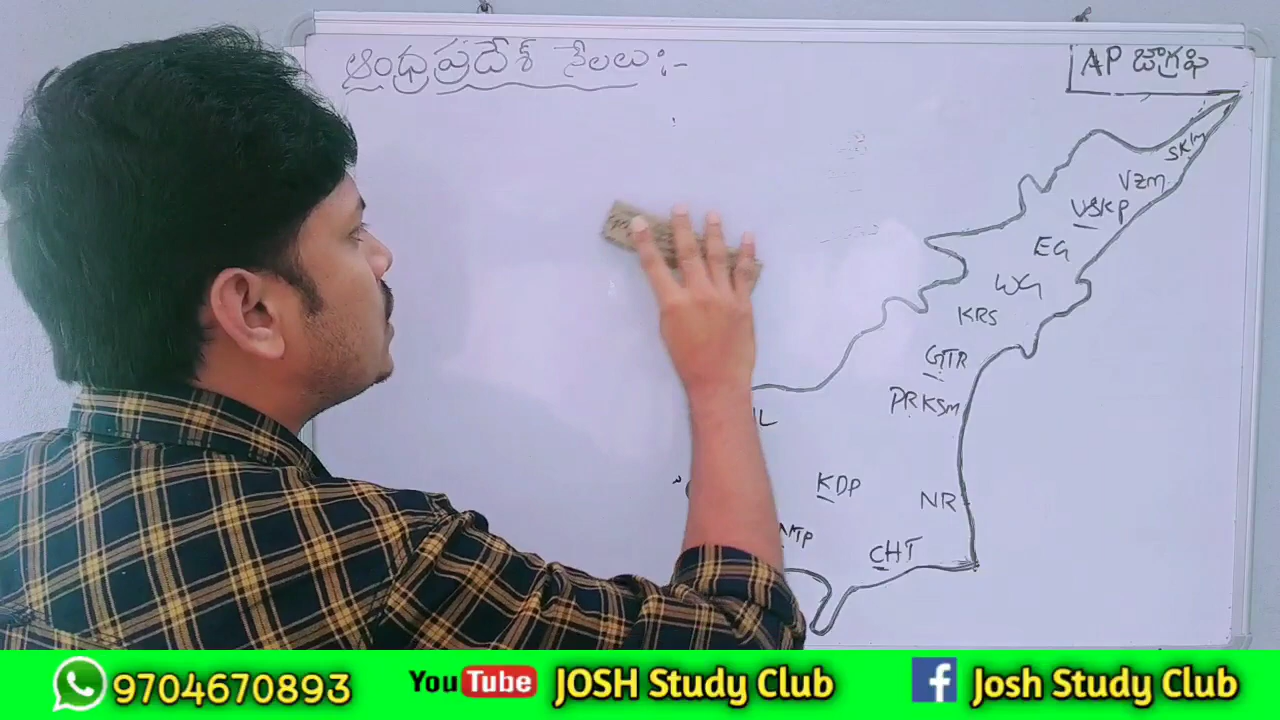 ఆంధ్రప్రదేశ్ నేలలు :-
AP జాగ్రఫి
SKlm
VZM
VSKP
EG
WG
KRS
GTR
PRKSM
KDP
NR
CHT
9704670893
YouTube JOSH Study Club
f Josh Study Club